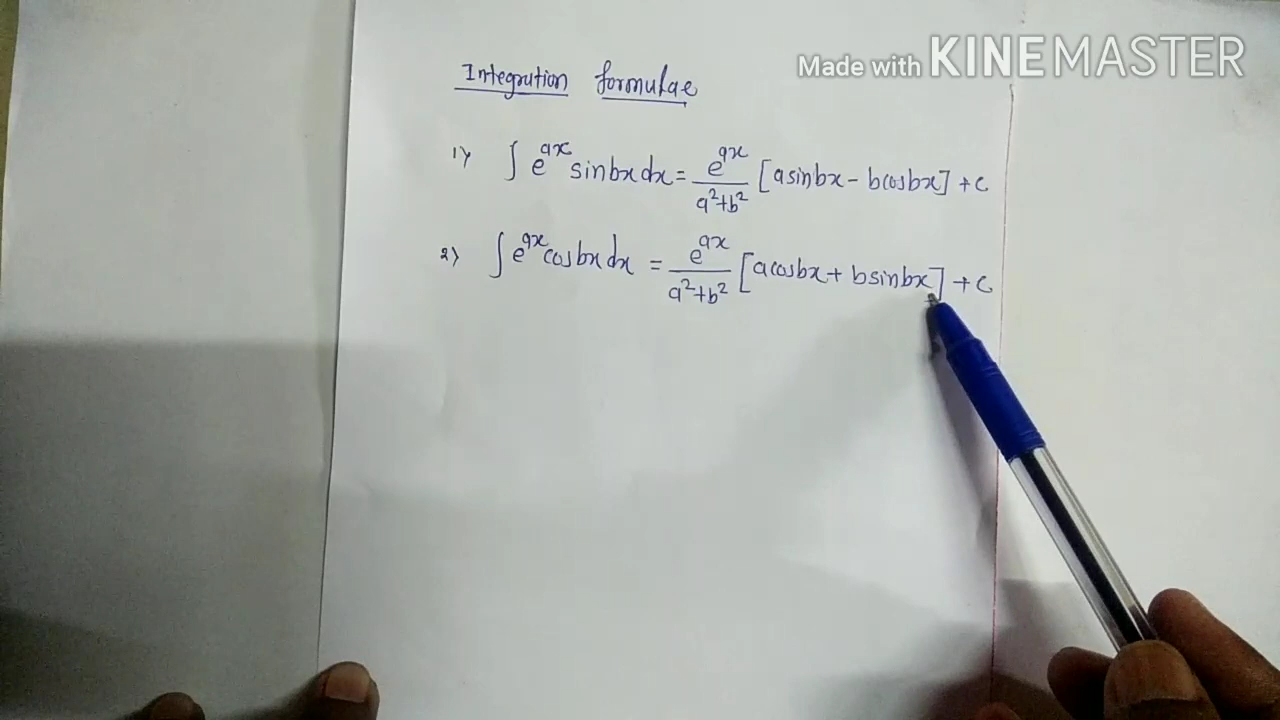 Made with KINEMASTER
Integration formulae
1) ∫ e^{ax} sinbx dx = e^{ax}/(a²+b²) [asinbx - bcosbx] + c
2) ∫ e^{ax} cosbx dx = e^{ax}/(a²+b²) [acosbx + bsinbx] + c